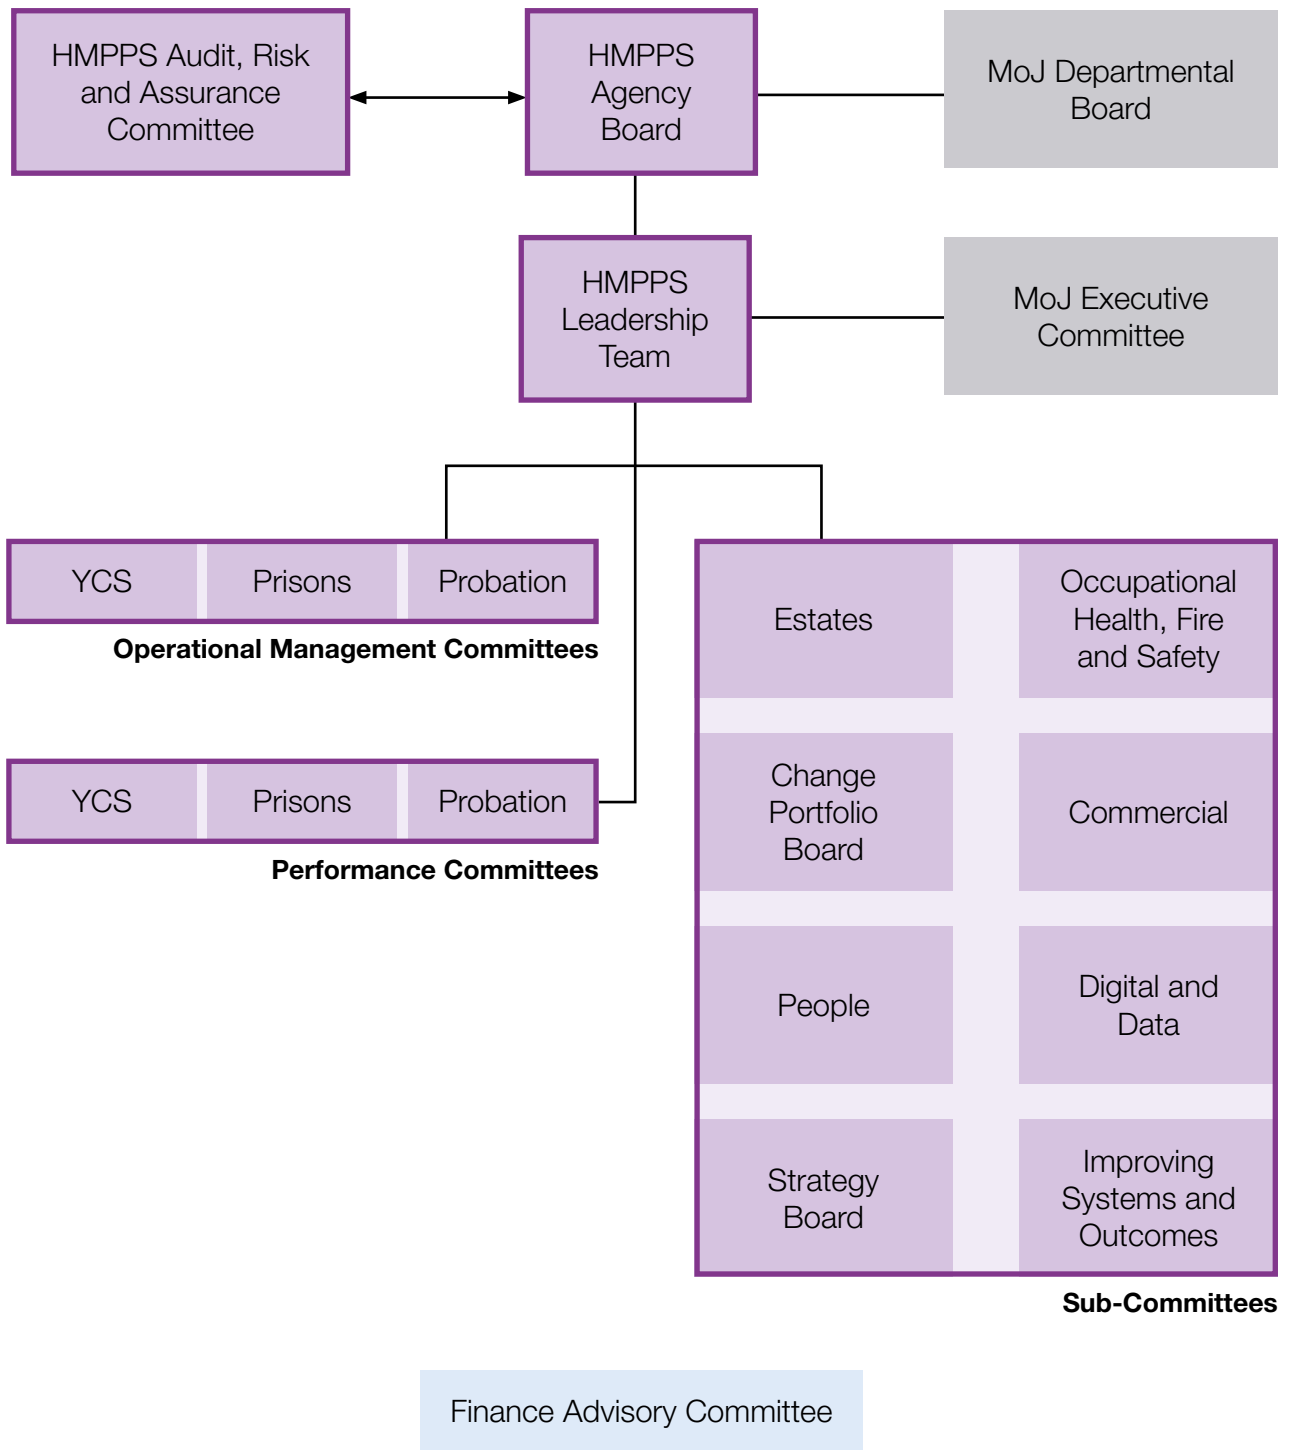 HMPPS Audit, Risk
and Assurance
Committee
HMPPS
Agency
Board
MoJ Departmental
Board
HMPPS
Leadership
Team
MoJ Executive
Committee
YCS
Prisons
Probation
Operational Management Committees
YCS
Prisons
Probation
Performance Committees
Estates
Occupational
Health, Fire
and Safety
Change
Portfolio
Board
Commercial
People
Digital and
Data
Strategy
Board
Improving
Systems and
Outcomes
Sub-Committees
Finance Advisory Committee